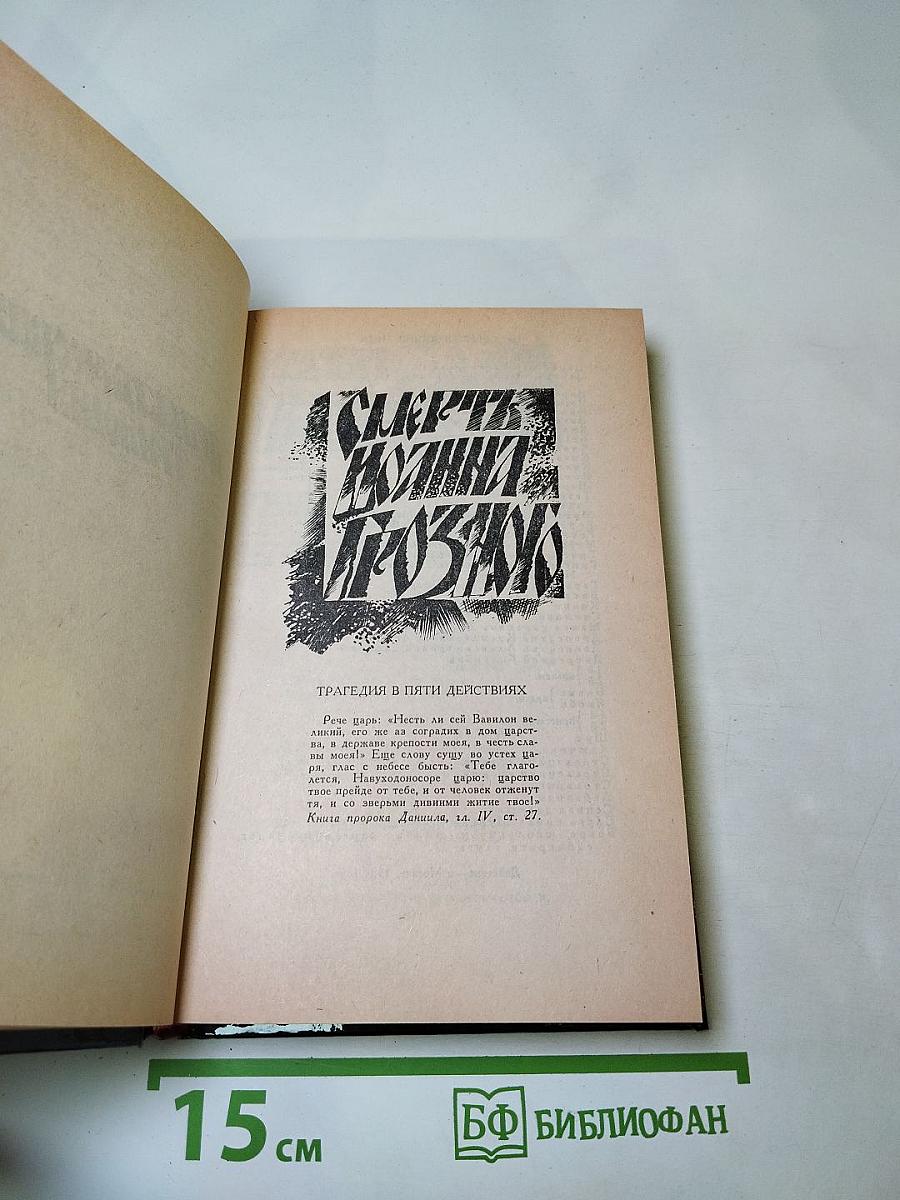 СМЕРТЬ
ИОАННА
ГРОЗНОГО
ТРАГЕДИЯ В ПЯТИ ДЕЙСТВИЯХ
Рече царь: «Несть ли сей Вавилон ве-
ликий, его же аз соградих в дом царст-
ва, в державе крепости моея, в честь сла-
вы моея!» Еще слову сущу во устех ца-
ря, глас с небесе бысть: «Тебе глаго-
лется, Навуходоносоре царю: царство
твое прейде от тебе, и от человек отженут
тя, и со зверьми дивиими житие твое!»
Книга пророка Даниила, гл. IV, ст. 27.
15 см
БФ БИБЛИОФАН